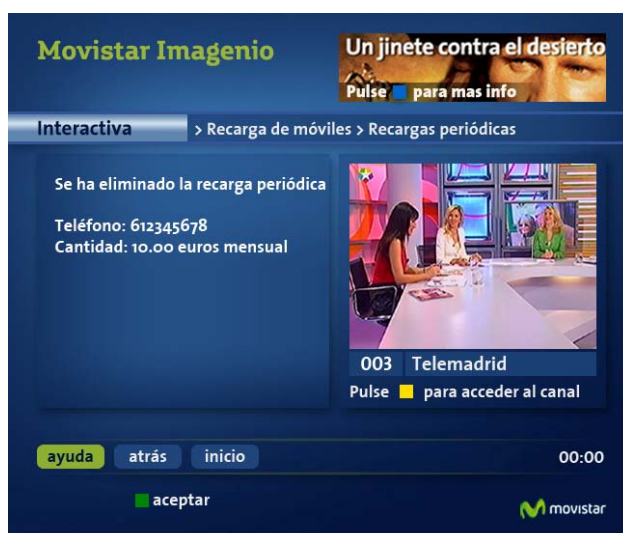 Movistar Imagenio
Un jinete contra el desierto
Pulse para mas info
Interactiva
> Recarga de móviles > Recargas periódicas
Se ha eliminado la recarga periódica
Teléfono: 612345678
Cantidad: 10.00 euros mensual
003 Telemadrid
Pulse para acceder al canal
ayuda atrás inicio
00:00
aceptar
movistar